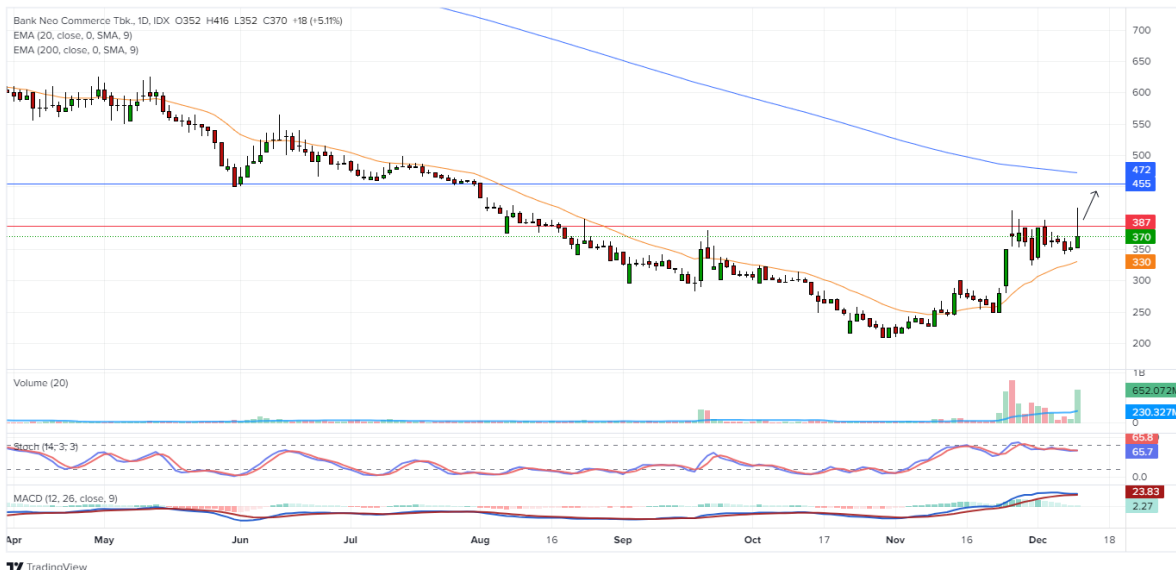 Bank Neo Commerce Tbk., 1D, IDX O352 H416 L352 C370 +18 (+5.11%)
EMA (20, close, 0, SMA, 9)
EMA (200, close, 0, SMA, 9)
700
650
600
550
500
472
455
387
370
350
330
300
250
200
Volume (20)
1B
652.072M
230.327M
0
Stoch (14, 3, 3)
65.8
65.7
0.0
MACD (12, 26, close, 9)
23.83
2.27
Apr May Jun Jul Aug 16 Sep Oct 17 Nov 16 Dec 18
TradingView